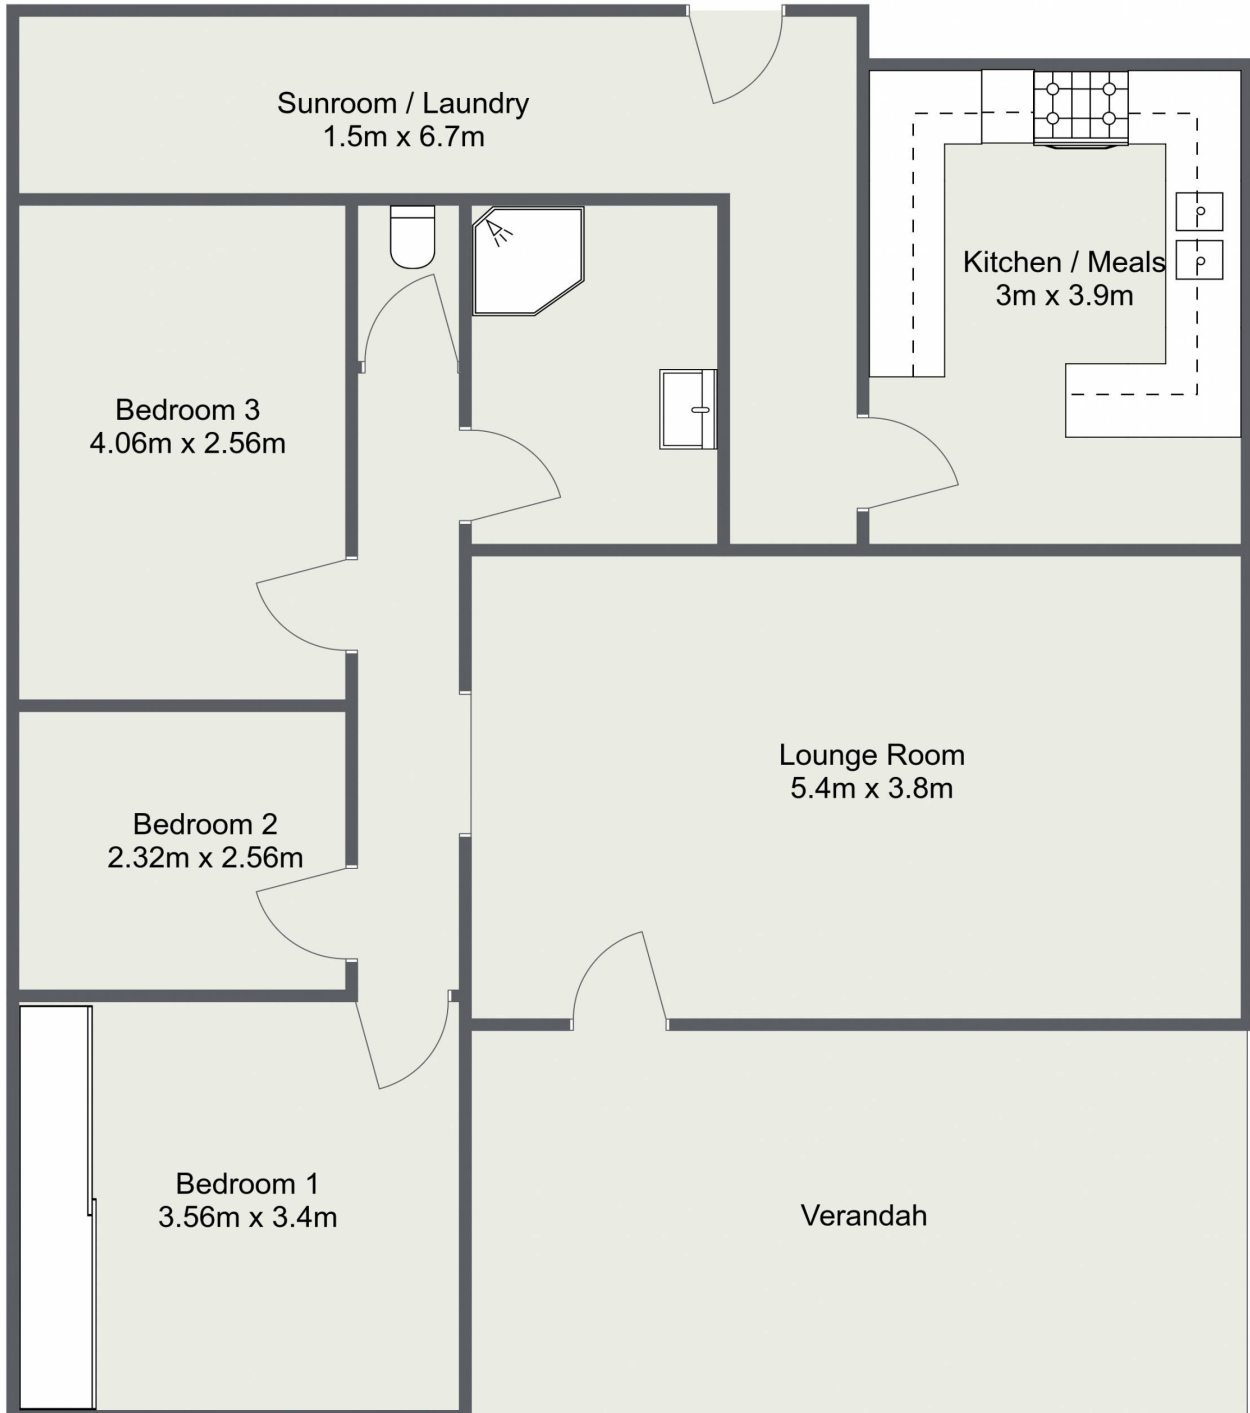 Sunroom / Laundry
1.5m x 6.7m
Kitchen / Meals
3m x 3.9m
Bedroom 3
4.06m x 2.56m
Lounge Room
5.4m x 3.8m
Bedroom 2
2.32m x 2.56m
Bedroom 1
3.56m x 3.4m
Verandah